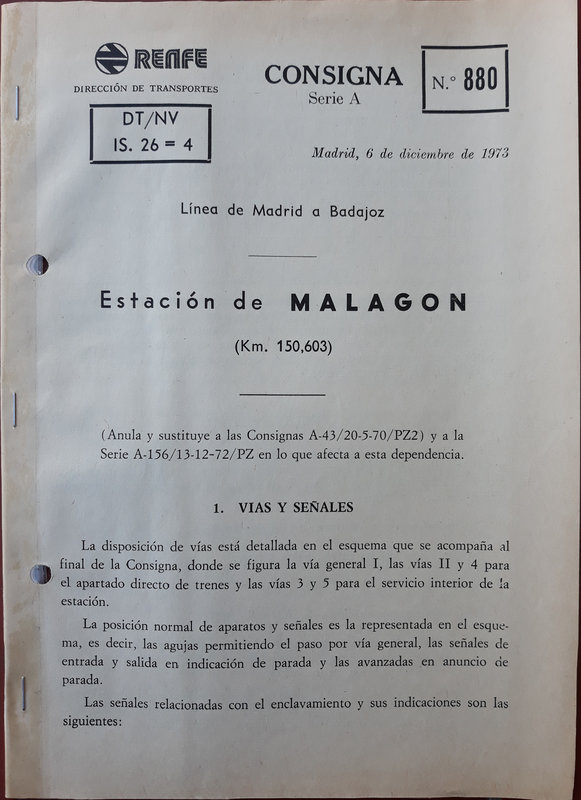 RENFE
DIRECCIÓN DE TRANSPORTES
DT/NV
IS. 26 = 4
CONSIGNA
Serie A
N.° 880
Madrid, 6 de diciembre de 1973
Línea de Madrid a Badajoz
Estación de MALAGON
(Km. 150,603)
(Anula y sustituye a las Consignas A-43/20-5-70/PZ2) y a la
Serie A-156/13-12-72/PZ en lo que afecta a esta dependencia.
1. VIAS Y SEÑALES
La disposición de vías está detallada en el esquema que se acompaña al
final de la Consigna, donde se figura la vía general I, las vías II y 4 para
el apartado directo de trenes y las vías 3 y 5 para el servicio interior de la
estación.
La posición normal de aparatos y señales es la representada en el esque-
ma, es decir, las agujas permitiendo el paso por vía general, las señales de
entrada y salida en indicación de parada y las avanzadas en anuncio de
parada.
Las señales relacionadas con el enclavamiento y sus indicaciones son las
siguientes: